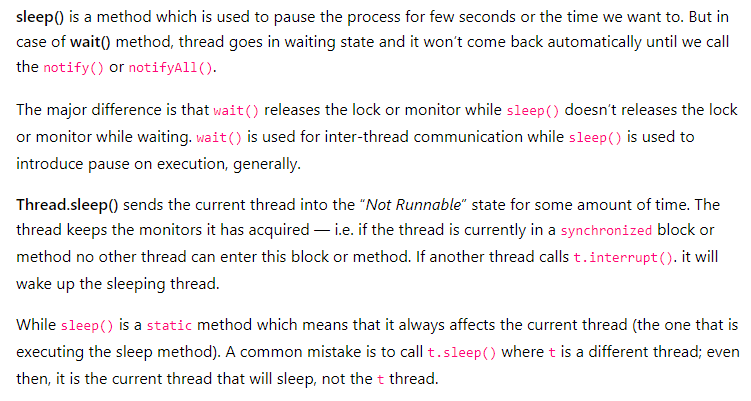 sleep() is a method which is used to pause the process for few seconds or the time we want to. But in
case of wait() method, thread goes in waiting state and it won't come back automatically until we call
the notify() or notifyAll().
The major difference is that wait() releases the lock or monitor while sleep() doesn't releases the lock
or monitor while waiting. wait() is used for inter-thread communication while sleep() is used to
introduce pause on execution, generally.
Thread.sleep() sends the current thread into the "Not Runnable" state for some amount of time. The
thread keeps the monitors it has acquired — i.e. if the thread is currently in a synchronized block or
method no other thread can enter this block or method. If another thread calls t.interrupt(). it will
wake up the sleeping thread.
While sleep() is a static method which means that it always affects the current thread (the one that is
executing the sleep method). A common mistake is to call t.sleep() where t is a different thread; even
then, it is the current thread that will sleep, not the t thread.